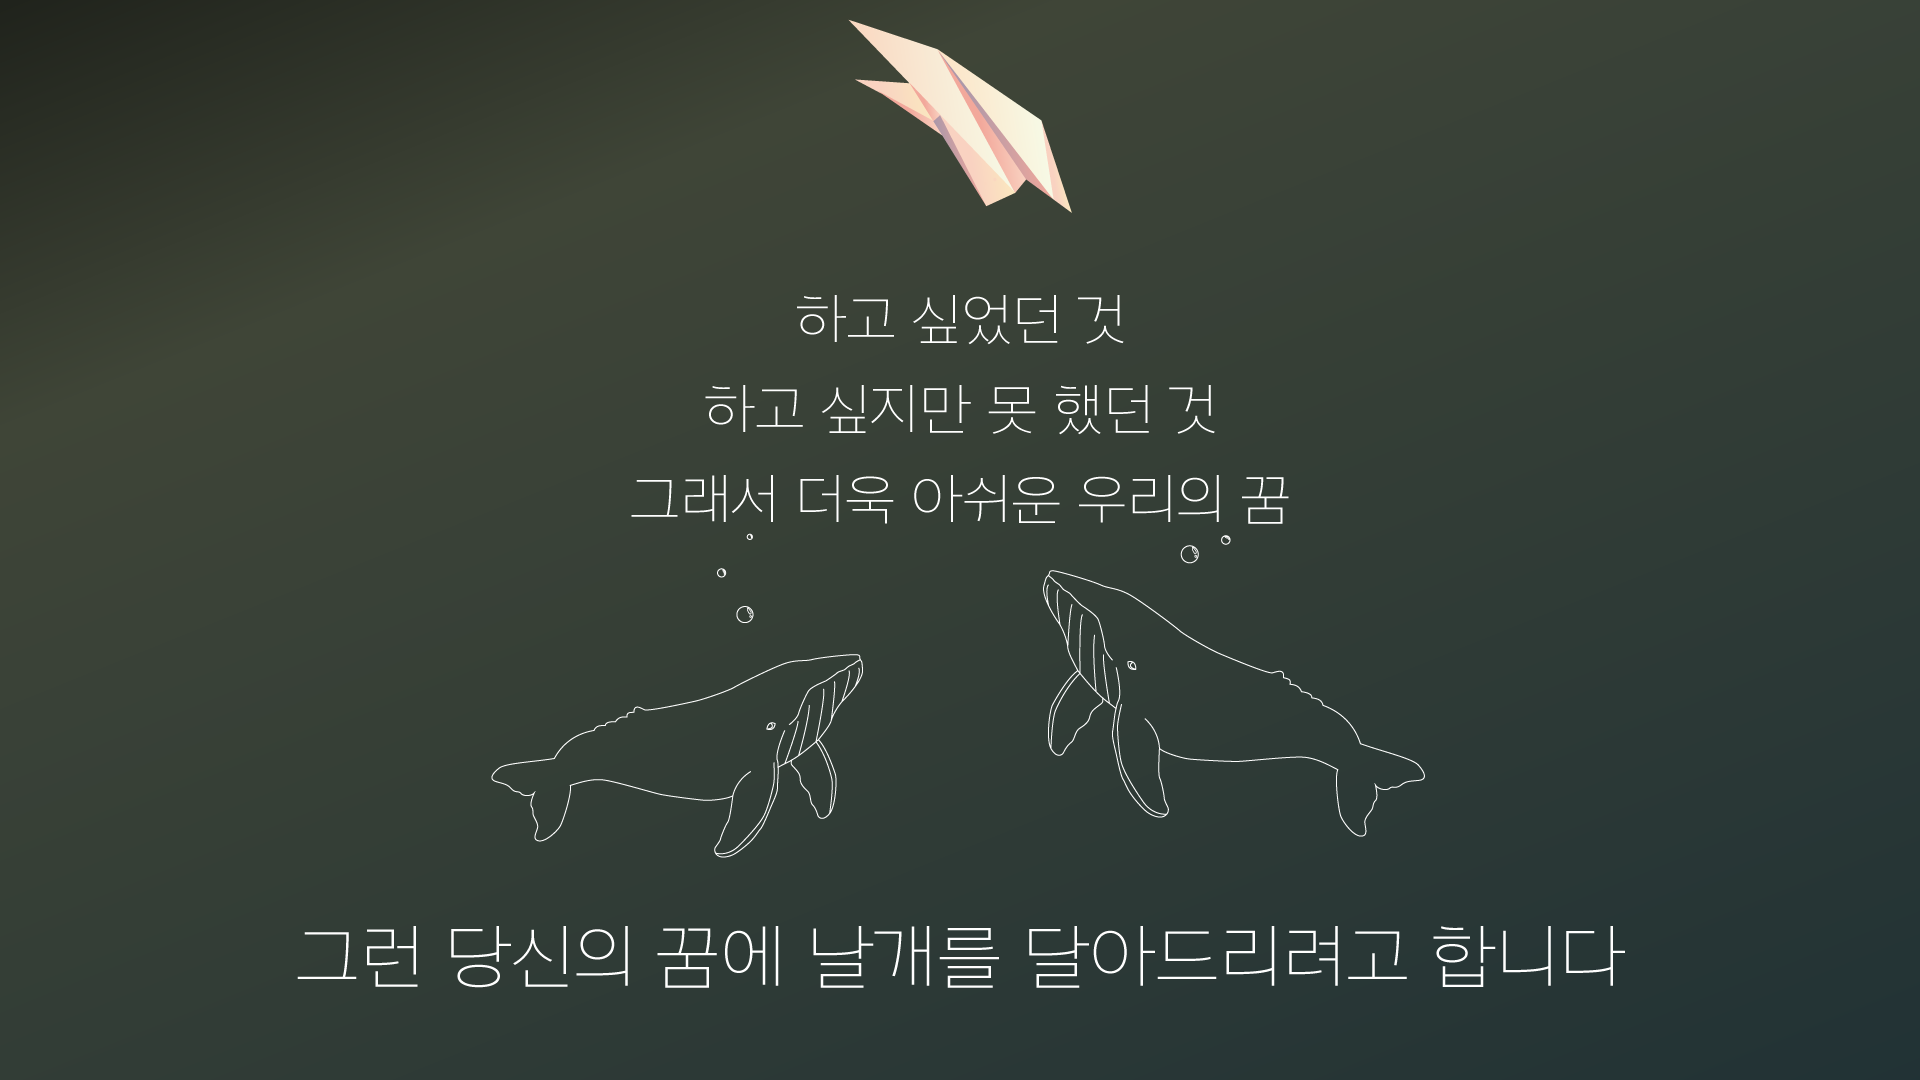 하고 싶었던 것
하고 싶지만 못 했던 것
그래서 더욱 아쉬운 우리의 꿈
그런 당신의 꿈에 날개를 달아드리려고 합니다